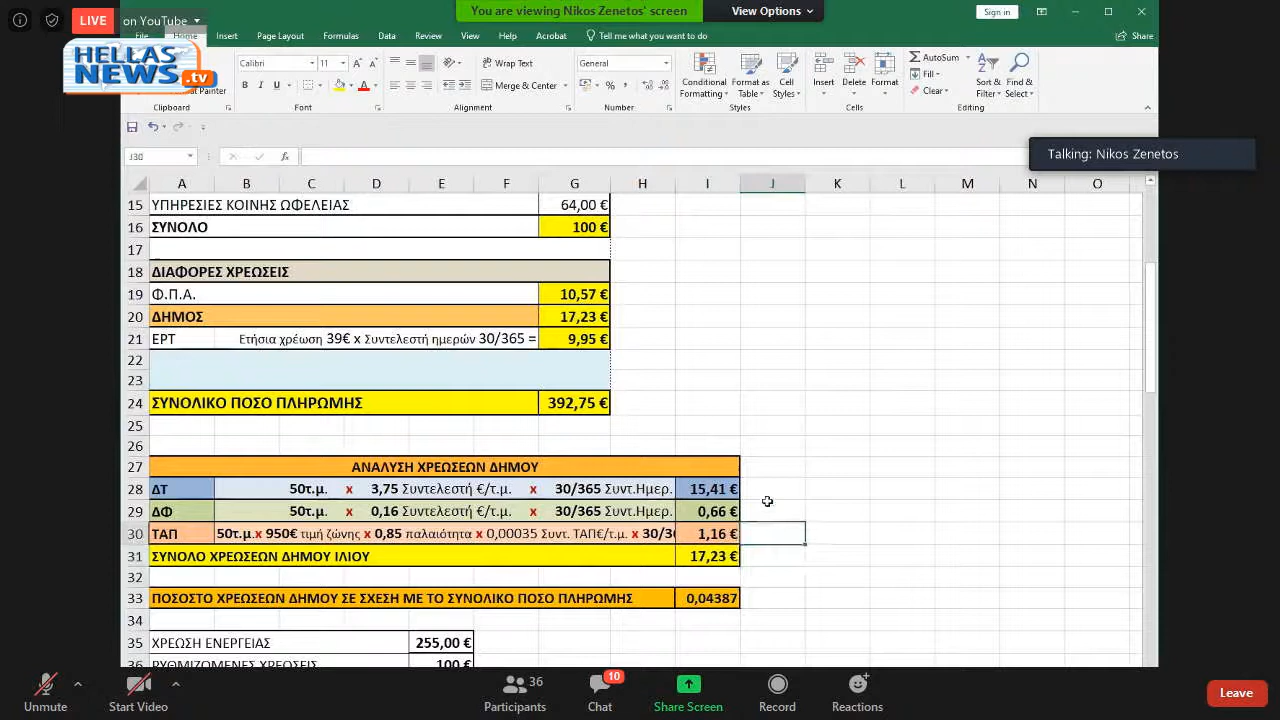 LIVE
on YouTube
You are viewing Nikos Zenetos' screen
View Options
Sign in
HELLAS
NEWS
.tv
File Home Insert Page Layout Formulas Data Review View Help Acrobat Tell me what you want to do Share
Calibri 11 Wrap Text General Conditional Formatting Format as Table Cell Styles Insert Delete Format AutoSum Fill Clear Sort & Filter Find & Select
Painter B I U Merge & Center
Clipboard Font Alignment Number Styles Cells Editing
J30 fx
Talking: Nikos Zenetos
A B C D E F G H I J K L M N O
15 ΥΠΗΡΕΣΙΕΣ ΚΟΙΝΗΣ ΩΦΕΛΕΙΑΣ 64,00 €
16 ΣΥΝΟΛΟ 100 €
17
18 ΔΙΑΦΟΡΕΣ ΧΡΕΩΣΕΙΣ
19 Φ.Π.Α. 10,57 €
20 ΔΗΜΟΣ 17,23 €
21 ΕΡΤ Ετήσια χρέωση 39€ x Συντελεστή ημερών 30/365 = 9,95 €
22
23
24 ΣΥΝΟΛΙΚΟ ΠΟΣΟ ΠΛΗΡΩΜΗΣ 392,75 €
25
26
27 ΑΝΑΛΥΣΗ ΧΡΕΩΣΕΩΝ ΔΗΜΟΥ
28 ΔΤ 50τ.μ. x 3,75 Συντελεστή €/τ.μ. x 30/365 Συντ.Ημερ. 15,41 €
29 ΔΦ 50τ.μ. x 0,16 Συντελεστή €/τ.μ. x 30/365 Συντ.Ημερ. 0,66 €
30 ΤΑΠ 50τ.μ.x 950€ τιμή ζώνης x 0,85 παλαιότητα x 0,00035 Συντ. ΤΑΠ€/τ.μ. x 30/36 1,16 €
31 ΣΥΝΟΛΟ ΧΡΕΩΣΕΩΝ ΔΗΜΟΥ ΙΛΙΟΥ 17,23 €
32
33 ΠΟΣΟΣΤΟ ΧΡΕΩΣΕΩΝ ΔΗΜΟΥ ΣΕ ΣΧΕΣΗ ΜΕ ΤΟ ΣΥΝΟΛΙΚΟ ΠΟΣΟ ΠΛΗΡΩΜΗΣ 0,04387
34
35 ΧΡΕΩΣΗ ΕΝΕΡΓΕΙΑΣ 255,00 €
36 ΡΥΘΜΙΖΟΜΕΝΕΣ ΧΡΕΩΣΕΙΣ 100 €
36 10
Unmute Start Video Participants Chat Share Screen Record Reactions Leave